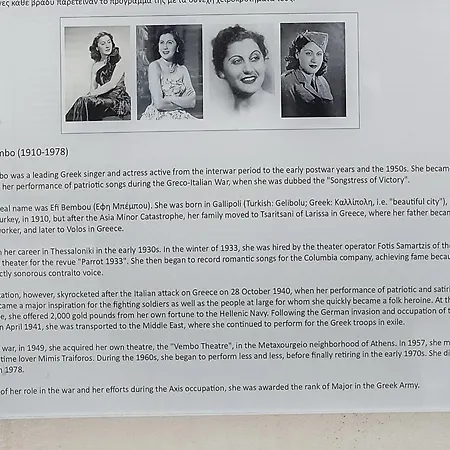 κάθε βράδυ παρέτειναν το πρόγραμμά της με τα συνεχή χειροκροτήματά τους.
mbo (1910-1978)
bo was a leading Greek singer and actress active from the interwar period to the early postwar years and the 1950s. She became
her performance of patriotic songs during the Greco-Italian War, when she was dubbed the "Songstress of Victory".
eal name was Efi Bembou (Εφη Μπέμπου). She was born in Gallipoli (Turkish: Gelibolu; Greek: Καλλίπολη, i.e. "beautiful city"),
urkey, in 1910, but after the Asia Minor Catastrophe, her family moved to Tsaritsani of Larissa in Greece, where her father became
worker, and later to Volos in Greece.
n her career in Thessaloniki in the early 1930s. In the winter of 1933, she was hired by the theater operator Fotis Samartzis of the
theater for the revue "Parrot 1933". She then began to record romantic songs for the Columbia company, achieving fame becau
ctly sonorous contralto voice.
tation, however, skyrocketed after the Italian attack on Greece on 28 October 1940, when her performance of patriotic and satiri
came a major inspiration for the fighting soldiers as well as the people at large for whom she quickly became a folk heroine. At th
e, she offered 2,000 gold pounds from her own fortune to the Hellenic Navy. Following the German invasion and occupation of t
n April 1941, she was transported to the Middle East, where she continued to perform for the Greek troops in exile.
war, in 1949, she acquired her own theatre, the "Vembo Theatre", in the Metaxourgeio neighborhood of Athens. In 1957, she m
time lover Mimis Traiforos. During the 1960s, she began to perform less and less, before finally retiring in the early 1970s. She di
n 1978.
of her role in the war and her efforts during the Axis occupation, she was awarded the rank of Major in the Greek Army.